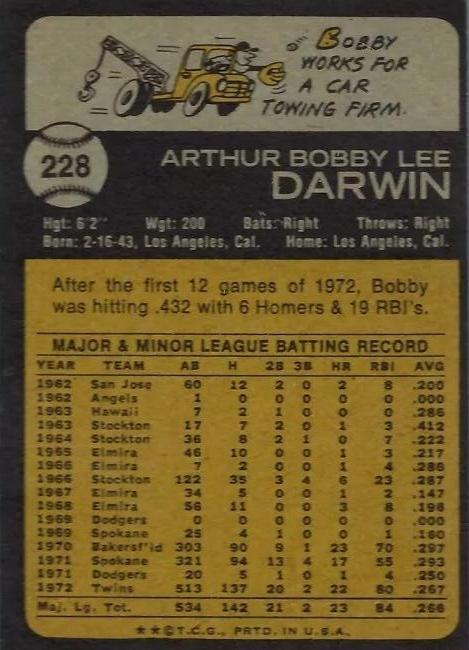 BOBBY
WORKS FOR
A CAR
TOWING FIRM.
228
ARTHUR BOBBY LEE
DARWIN
Hgt: 6'2" Wgt: 200 Bats: Right Throws: Right
Born: 2-16-43, Los Angeles, Cal. Home: Los Angeles, Cal.
After the first 12 games of 1972, Bobby
was hitting .432 with 6 Homers & 19 RBI's.
MAJOR & MINOR LEAGUE BATTING RECORD
YEAR TEAM AB H 2B 3B HR RBI AVG
1962 San Jose 60 12 2 0 2 8 .200
1962 Angels 1 0 0 0 0 0 .000
1963 Hawaii 7 2 1 0 0 0 .286
1963 Stockton 17 7 2 0 1 3 .412
1964 Stockton 36 8 2 1 0 7 .222
1965 Elmira 46 10 0 0 1 3 .217
1966 Elmira 7 2 0 0 1 4 .286
1966 Stockton 122 35 3 4 6 23 .287
1967 Elmira 34 5 0 0 1 2 .147
1968 Elmira 56 11 0 0 3 8 .196
1969 Dodgers 0 0 0 0 0 0 .000
1969 Spokane 25 4 1 0 0 1 .160
1970 Bakersf'ld 303 90 9 1 23 70 .297
1971 Spokane 321 94 13 4 17 55 .293
1971 Dodgers 20 5 1 0 1 4 .250
1972 Twins 513 137 20 2 22 80 .267
Maj. Lg. Tot. 534 142 21 2 23 84 .266
★★©T.C.G., PRTD. IN U.S.A.